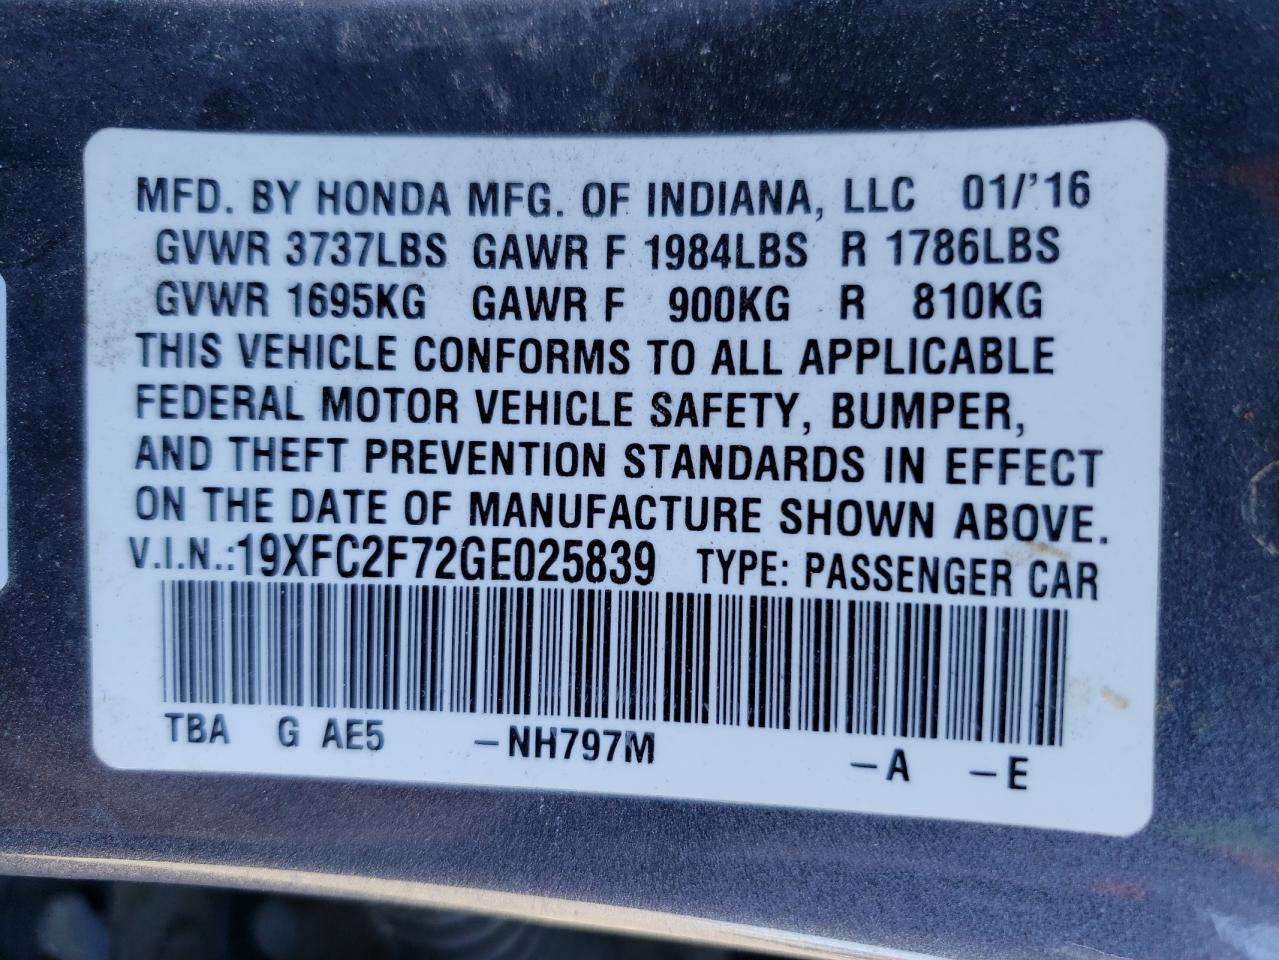 MFD. BY HONDA MFG. OF INDIANA, LLC 01/'16
GVWR 3737LBS GAWR F 1984LBS R 1786LBS
GVWR 1695KG GAWR F 900KG R 810KG
THIS VEHICLE CONFORMS TO ALL APPLICABLE
FEDERAL MOTOR VEHICLE SAFETY, BUMPER,
AND THEFT PREVENTION STANDARDS IN EFFECT
ON THE DATE OF MANUFACTURE SHOWN ABOVE.
V.I.N.:19XFC2F72GE025839 TYPE: PASSENGER CAR
TBA G AE5 –NH797M –A –E